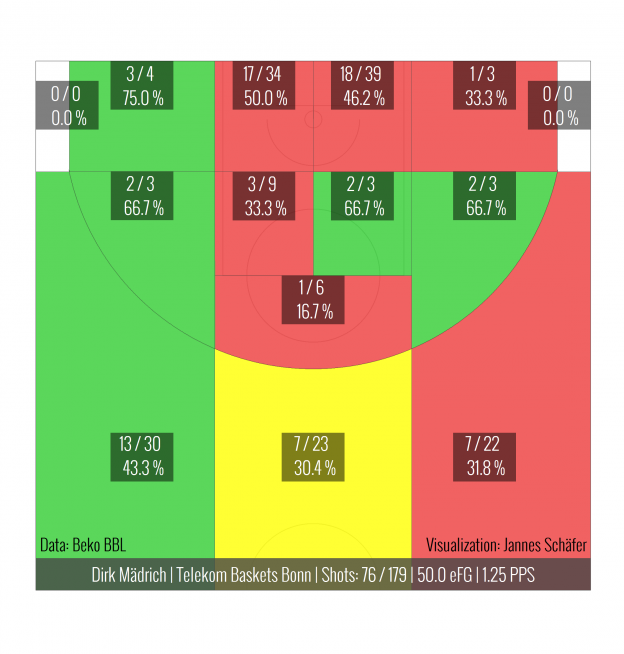 3 / 4
75.0 %
17 / 34
50.0 %
18 / 39
46.2 %
1 / 3
33.3 %
0 / 0
0.0 %
0 / 0
0.0 %
2 / 3
66.7 %
3 / 9
33.3 %
2 / 3
66.7 %
2 / 3
66.7 %
1 / 6
16.7 %
13 / 30
43.3 %
7 / 23
30.4 %
7 / 22
31.8 %
Data: Beko BBL
Visualization: Jannes Schäfer
Dirk Mädrich | Telekom Baskets Bonn | Shots: 76 / 179 | 50.0 eFG | 1.25 PPS